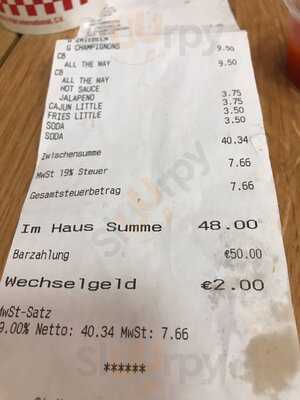 G CHAMPIGNONS
CB 9.50
ALL THE WAY 9.50
CB
ALL THE WAY
HOT SAUCE
JALAPENO
CAJUN LITTLE 3.75
FRIES LITTLE 3.75
SODA 3.50
SODA 3.50
Zwischensumme 40.34
MwST 19% Steuer 7.66
Gesamtsteuerbetrag 7.66
Im Haus Summe 48.00
Barzahlung €50.00
Wechselgeld €2.00
MwSt-Satz
9.00% Netto: 40.34 MwSt: 7.66
******